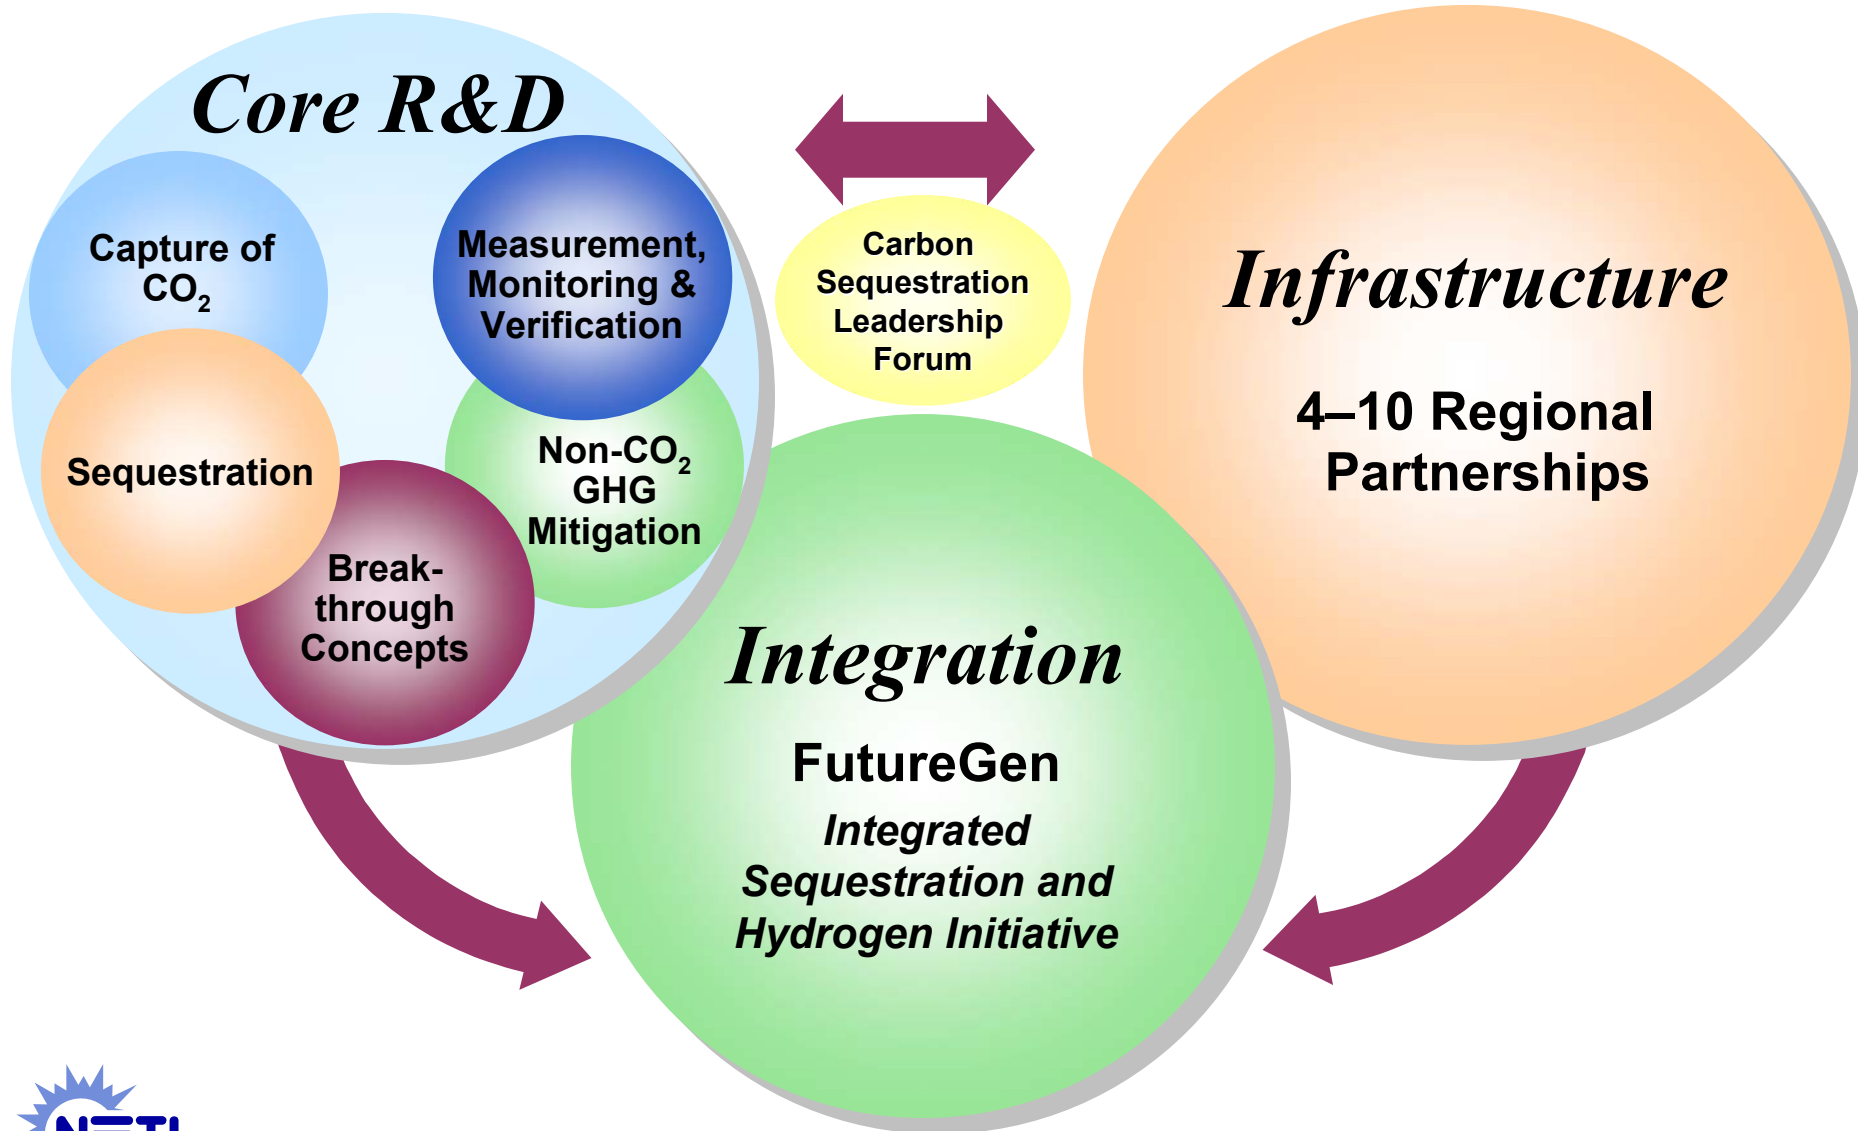 Core R&D
Capture of
CO₂
Measurement,
Monitoring &
Verification
Sequestration
Non-CO₂
GHG
Mitigation
Break-
through
Concepts
Carbon
Sequestration
Leadership
Forum
Infrastructure
4–10 Regional
Partnerships
Integration
FutureGen
Integrated
Sequestration and
Hydrogen Initiative
NETL